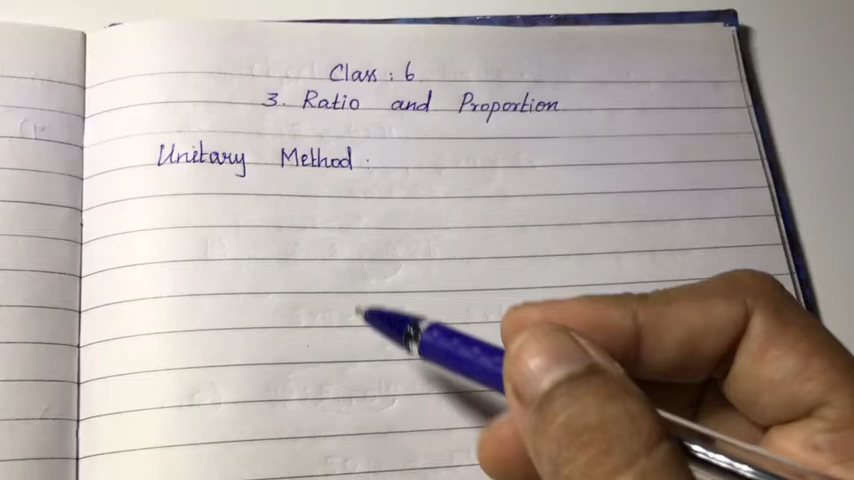 Class : 6
3. Ratio and Proportion
Unitary Method :